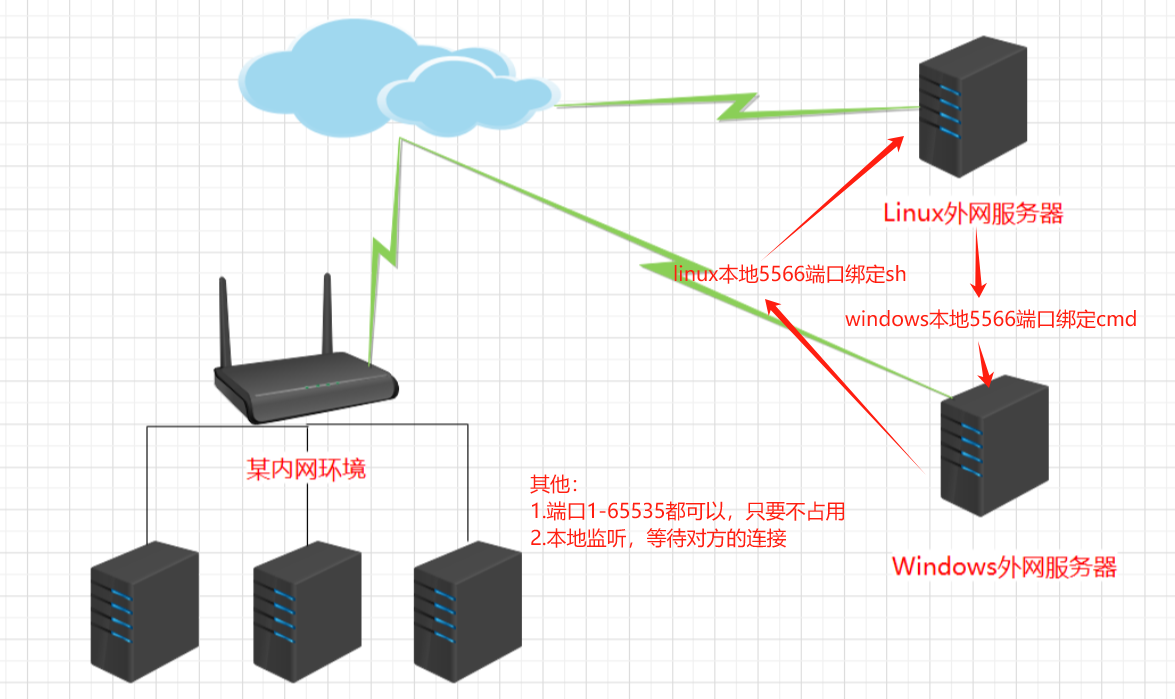 Linux外网服务器
linux本地5566端口绑定sh
windows本地5566端口绑定cmd
某内网环境
其他：
1.端口1-65535都可以，只要不占用
2.本地监听，等待对方的连接
Windows外网服务器